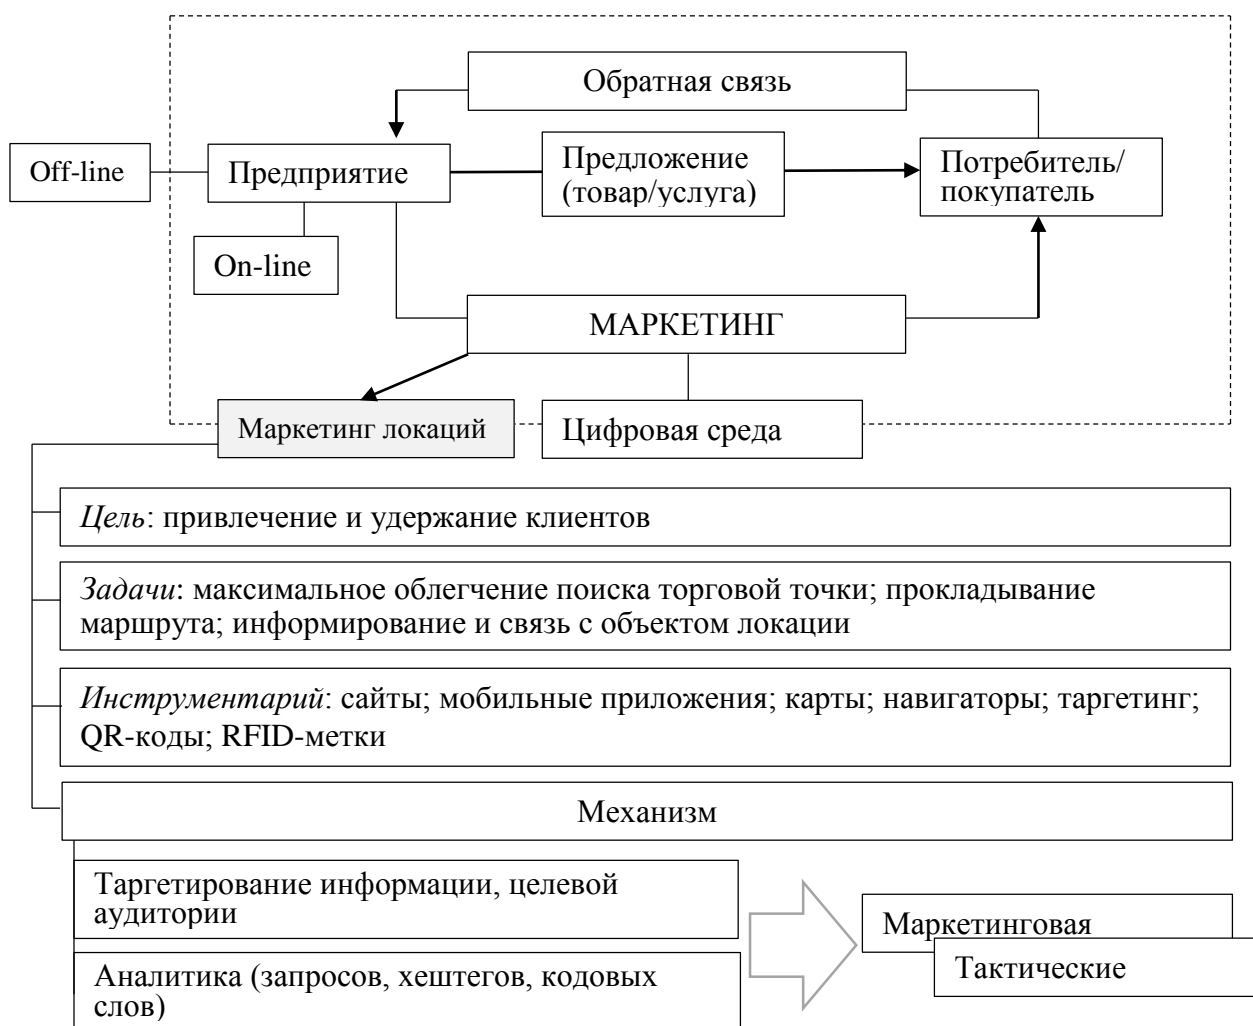 Обратная связь
Off-line
Предприятие
Предложение
(товар/услуга)
Потребитель/
покупатель
On-line
МАРКЕТИНГ
Маркетинг локаций
Цифровая среда
Цель: привлечение и удержание клиентов
Задачи: максимальное облегчение поиска торговой точки; прокладывание
маршрута; информирование и связь с объектом локации
Инструментарий: сайты; мобильные приложения; карты; навигаторы; таргетинг;
QR-коды; RFID-метки
Механизм
Таргетирование информации, целевой
аудитории
Маркетинговая
Тактические
Аналитика (запросов, хештегов, кодовых
слов)